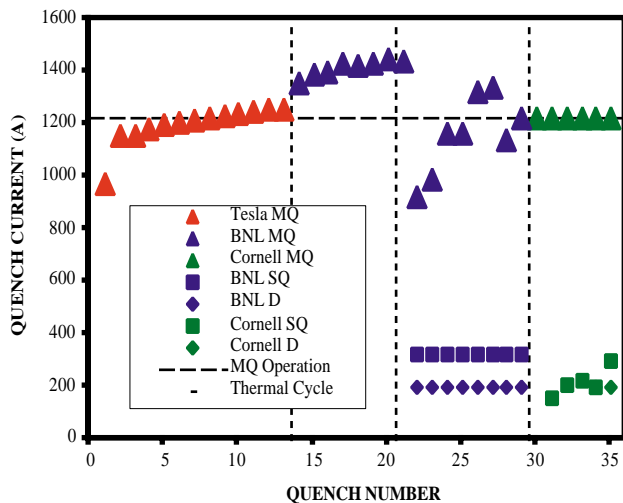 1600
1400
1200
1000
800
600
400
200
0
QUENCH CURRENT (A)
Tesla MQ
BNL MQ
Cornell MQ
BNL SQ
BNL D
Cornell SQ
Cornell D
MQ Operation
Thermal Cycle
0 5 10 15 20 25 30 35
QUENCH NUMBER